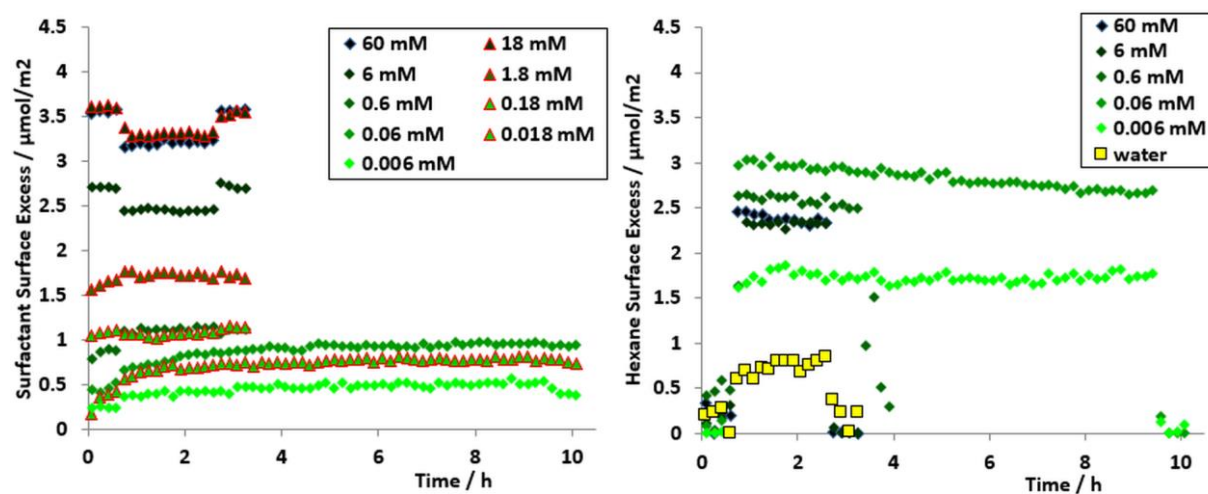 4.5
4
3.5
3
2.5
2
1.5
1
0.5
0
0 2 4 6 8 10
Surfactant Surface Excess / µmol/m2
Time / h
60 mM 18 mM
6 mM 1.8 mM
0.6 mM 0.18 mM
0.06 mM 0.018 mM
0.006 mM
4.5
4
3.5
3
2.5
2
1.5
1
0.5
0
0 2 4 6 8 10
Hexane Surface Excess / µmol/m2
Time / h
60 mM
6 mM
0.6 mM
0.06 mM
0.006 mM
water